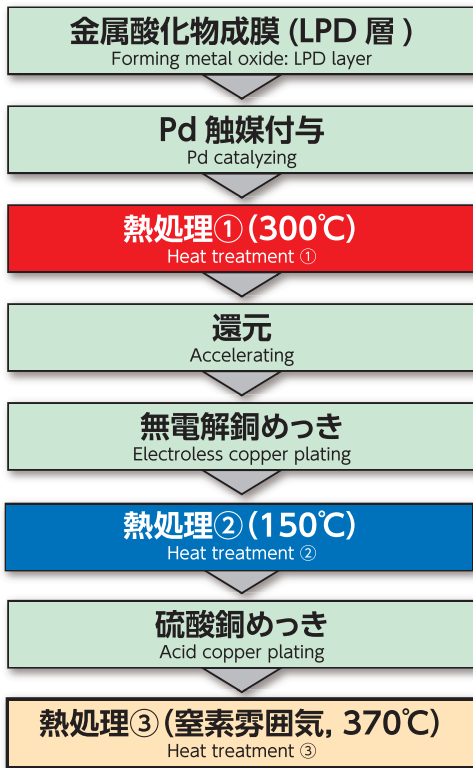 金属酸化物成膜 (LPD 層 )
Forming metal oxide: LPD layer
Pd 触媒付与
Pd catalyzing
熱処理① (300℃)
Heat treatment ①
還元
Accelerating
無電解銅めっき
Electroless copper plating
熱処理② (150℃)
Heat treatment ②
硫酸銅めっき
Acid copper plating
熱処理③ (窒素雰囲気, 370℃)
Heat treatment ③